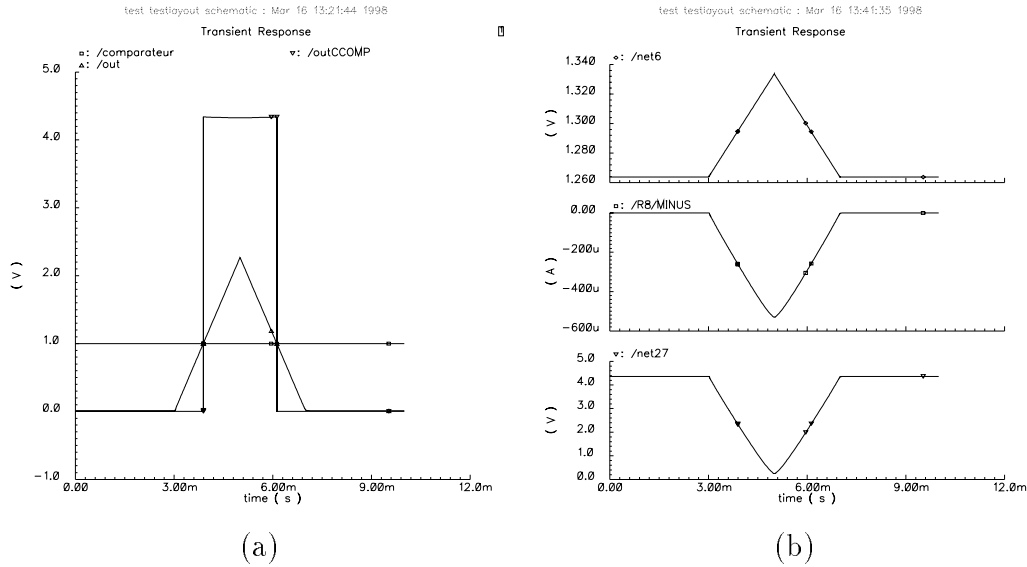 test testlayout schematic : Mar 16 13:21:44 1998
Transient Response
: /comparateur
: /out
: /outCCOMP
5.0
4.0
3.0
2.0
1.0
0.0
-1.0
( V )
0.00
3.00m
6.00m
9.00m
12.0m
time ( s )
(a)
test testlayout schematic : Mar 16 13:41:35 1998
Transient Response
: /net6
1.340
1.320
1.300
1.280
1.260
( V )
: /R8/MINUS
0.00
-200u
-400u
-600u
( A )
: /net27
5.0
4.0
3.0
2.0
1.0
0.0
( V )
0.00
3.00m
6.00m
9.00m
12.0m
time ( s )
(b)